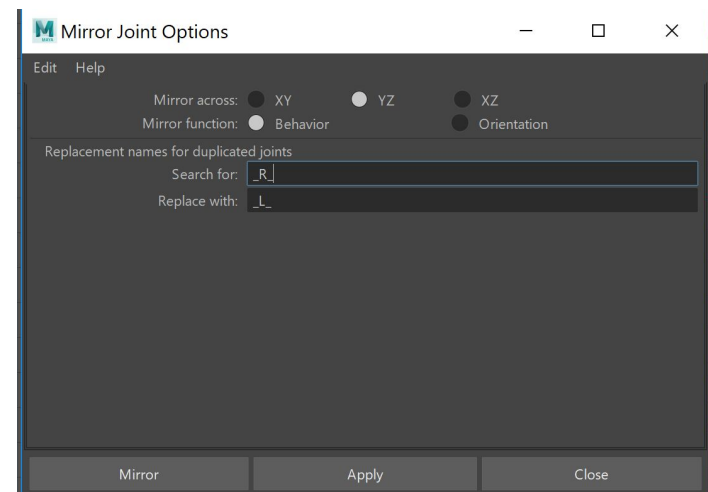 Mirror Joint Options
Edit Help
Mirror across: XY YZ XZ
Mirror function: Behavior Orientation
Replacement names for duplicated joints
Search for: _R_
Replace with: _L_
Mirror Apply Close